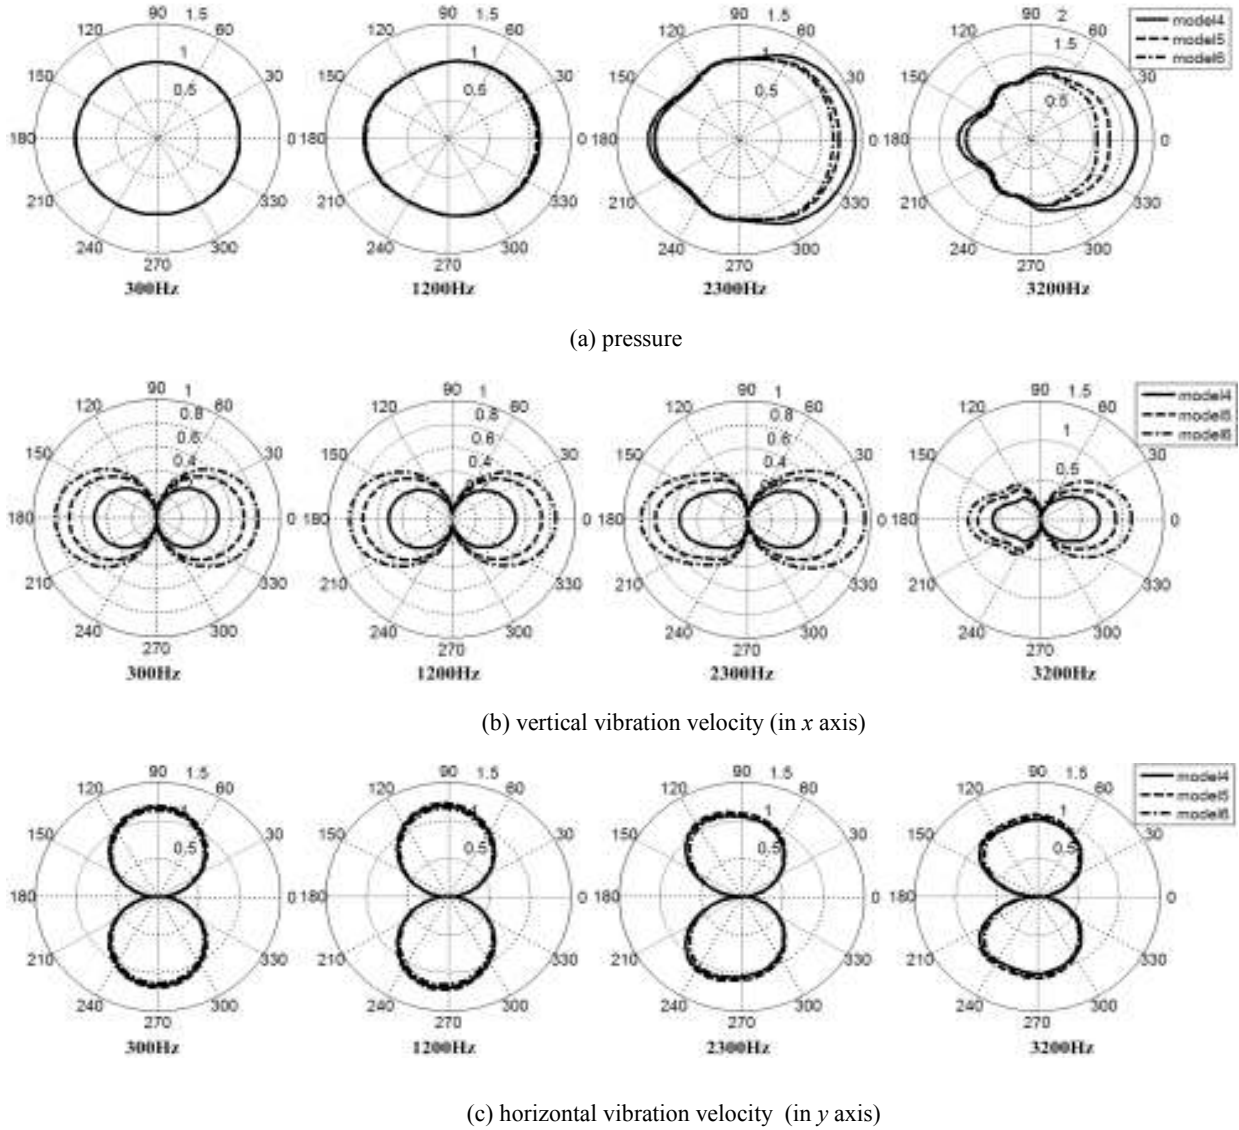 90 1.5 90 1.5 90 1.5 90 2
120 60 120 60 120 60 120 1.5 60
model4
model5
model6
150 1 30 150 1 30 150 1 30 150 30
0.5 0.5 0.5 0.5
180 0 180 0 180 0 180 0
210 330 210 330 210 330 210 330
240 300 240 300 240 300 240 300
270 270 270 270
300Hz 1200Hz 2300Hz 3200Hz
(a) pressure
90 1 90 1 90 1 90 1.5
120 0.8 60 120 0.8 60 120 0.8 60 120 1 60
model4
model5
model6
150 0.6 30 150 0.6 30 150 0.6 30 150 0.5 30
0.4 0.4 0.4
180 0 180 0 180 0 180 0
210 330 210 330 210 330 210 330
240 300 240 300 240 300 240 300
270 270 270 270
300Hz 1200Hz 2300Hz 3200Hz
(b) vertical vibration velocity (in x axis)
90 1.5 90 1.5 90 1.5 90 1.5
120 60 120 60 120 60 120 60
model4
model5
model6
150 1 30 150 1 30 150 1 30 150 1 30
0.5 0.5 0.5 0.5
180 0 180 0 180 0 180 0
210 330 210 330 210 330 210 330
240 300 240 300 240 300 240 300
270 270 270 270
300Hz 1200Hz 2300Hz 3200Hz
(c) horizontal vibration velocity (in y axis)